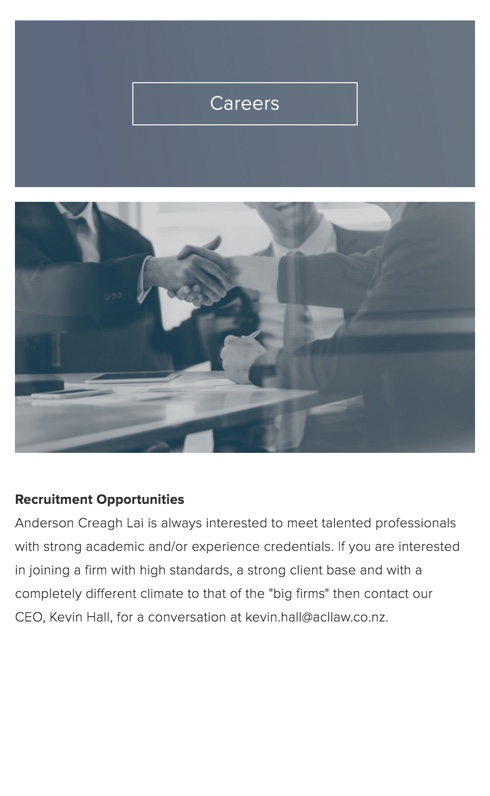 Careers
Recruitment Opportunities
Anderson Creagh Lai is always interested to meet talented professionals
with strong academic and/or experience credentials. If you are interested
in joining a firm with high standards, a strong client base and with a
completely different climate to that of the "big firms" then contact our
CEO, Kevin Hall, for a conversation at kevin.hall@acllaw.co.nz.